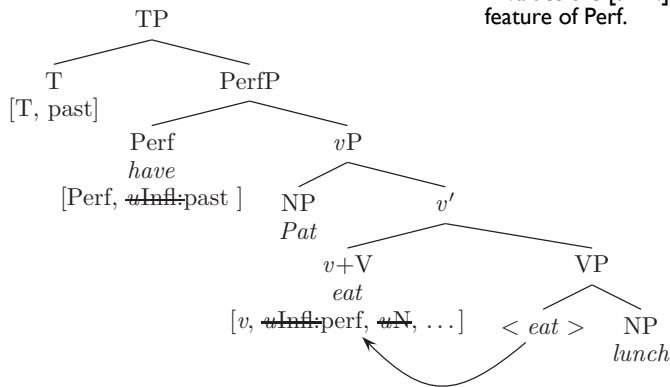 feature of Perf.
TP
T
PerfP
[T, past]
Perf
vP
have
[Perf, uInfl:past ]
NP
v′
Pat
v+V
VP
eat
[v, uInfl:perf, uN, . . . ]
< eat >
NP
lunch